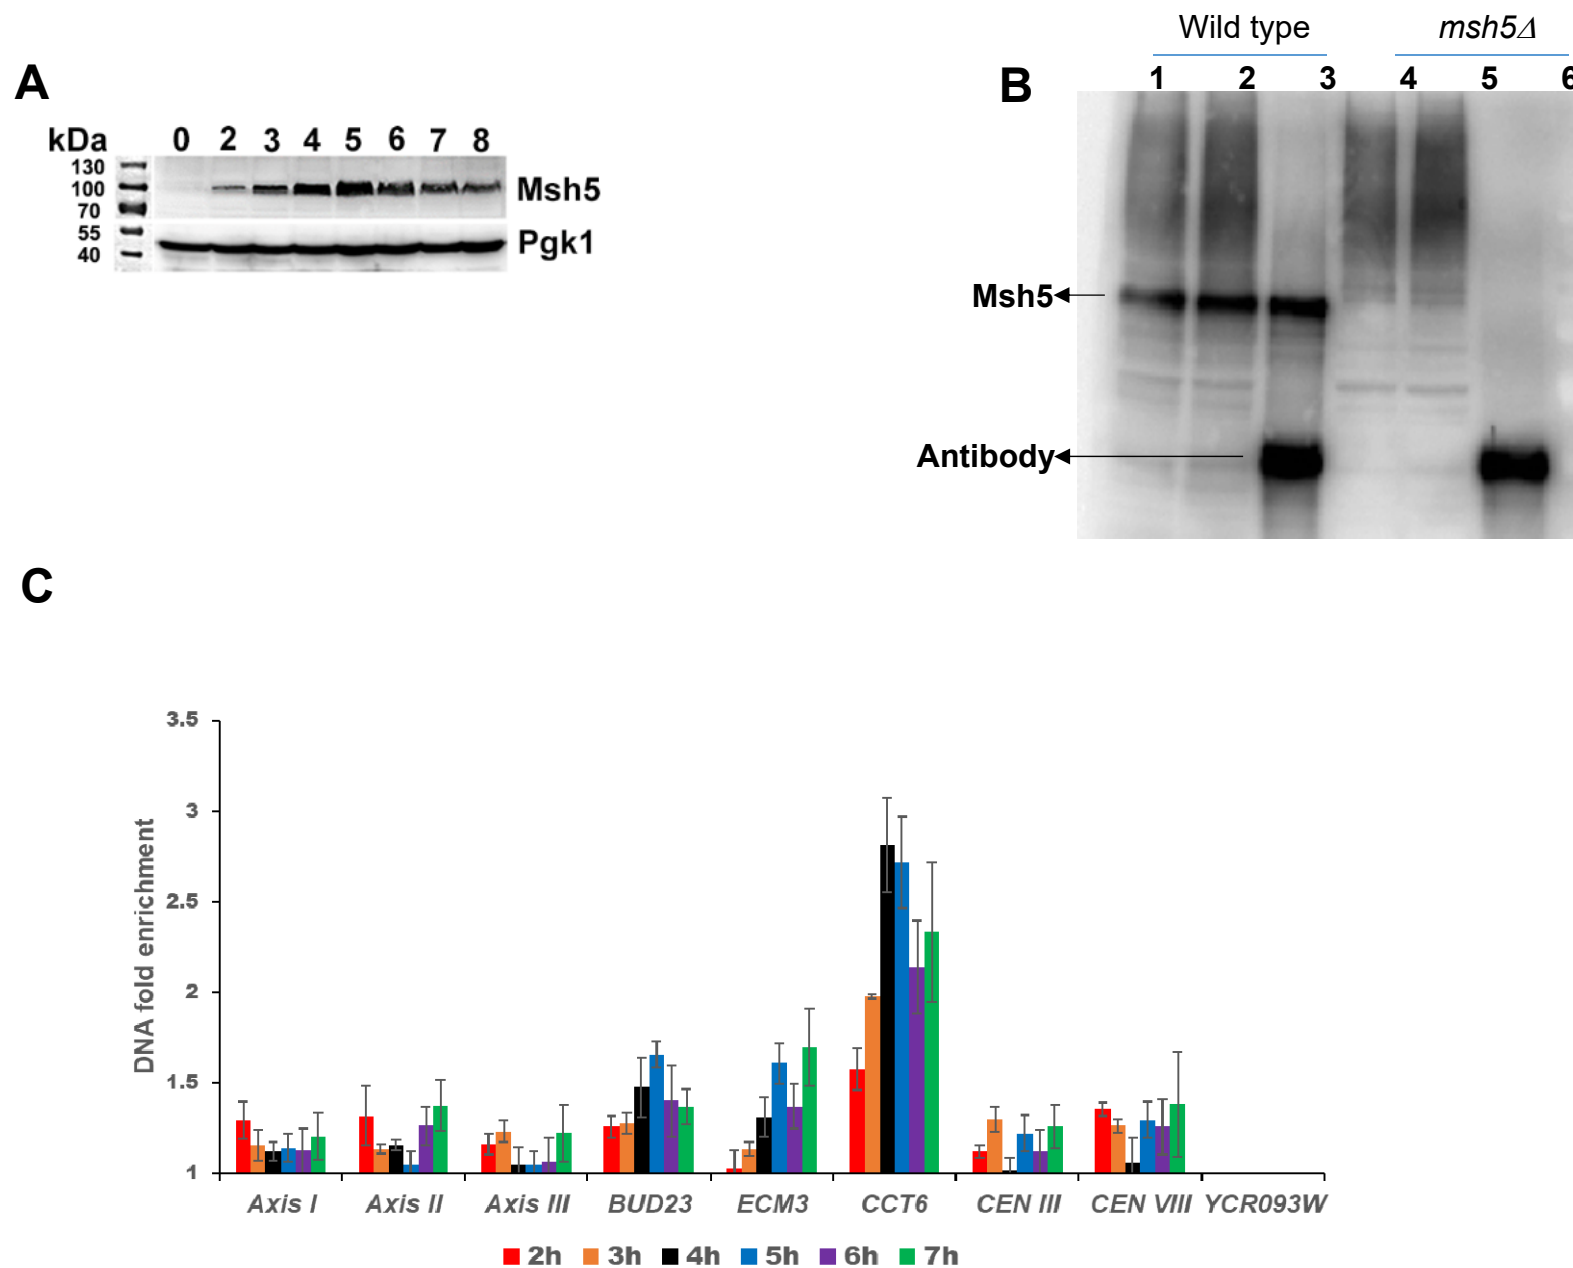 Wild type msh5Δ
A
B
1 2 3 4 5 6
kDa 0 2 3 4 5 6 7 8
130
100
70
55
40
Msh5
Pgk1
Msh5
Antibody
C
3.5
3
2.5
2
1.5
1
DNA fold enrichment
Axis I Axis II Axis III BUD23 ECM3 CCT6 CEN III CEN VIII YCR093W
2h 3h 4h 5h 6h 7h